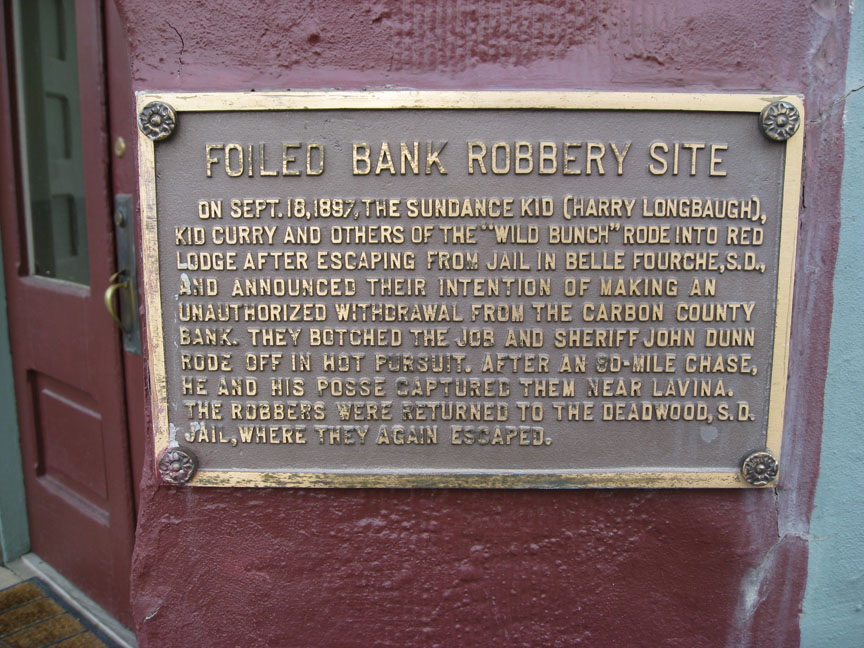 FOILED BANK ROBBERY SITE
ON SEPT. 18, 1897, THE SUNDANCE KID (HARRY LONGBAUGH),
KID CURRY AND OTHERS OF THE "WILD BUNCH" RODE INTO RED
LODGE AFTER ESCAPING FROM JAIL IN BELLE FOURCHE, S.D.,
AND ANNOUNCED THEIR INTENTION OF MAKING AN
UNAUTHORIZED WITHDRAWAL FROM THE CARBON COUNTY
BANK. THEY BOTCHED THE JOB AND SHERIFF JOHN DUNN
RODE OFF IN HOT PURSUIT. AFTER AN 80-MILE CHASE,
HE AND HIS POSSE CAPTURED THEM NEAR LAVINA.
THE ROBBERS WERE RETURNED TO THE DEADWOOD, S.D.
JAIL, WHERE THEY AGAIN ESCAPED.